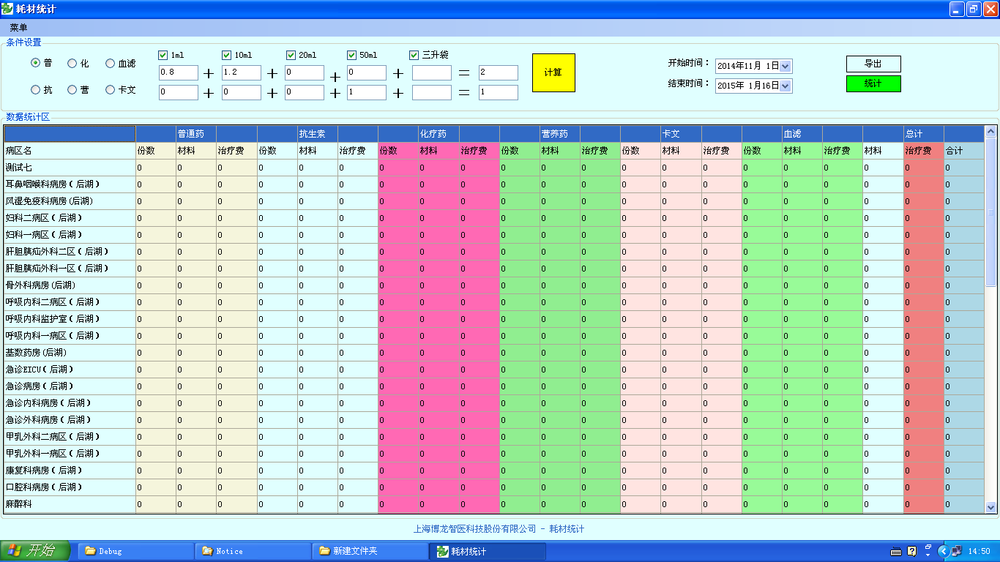 耗材统计
菜单
条件设置
普 化 血滤
抗 营 卡文
1ml 10ml 20ml 50ml 三升袋
0.8 + 1.2 + 0 + 0 + = 2
0 + 0 + 0 + 1 + = 1
计算
开始时间： 2014年11月 1日
结束时间： 2015年 1月16日
导出
统计
数据统计区
普通药 抗生素 化疗药 营养药 卡文 血滤 总计
病区名 份数 材料 治疗费 份数 材料 治疗费 份数 材料 治疗费 份数 材料 治疗费 份数 材料 治疗费 份数 材料 治疗费 材料 治疗费 合计
测试七 0 0 0 0 0 0 0 0 0 0 0 0 0 0 0 0 0 0 0 0 0
耳鼻咽喉科病房(后湖) 0 0 0 0 0 0 0 0 0 0 0 0 0 0 0 0 0 0 0 0 0
风湿免疫科病房(后湖) 0 0 0 0 0 0 0 0 0 0 0 0 0 0 0 0 0 0 0 0 0
妇科二病区(后湖) 0 0 0 0 0 0 0 0 0 0 0 0 0 0 0 0 0 0 0 0 0
妇科一病区(后湖) 0 0 0 0 0 0 0 0 0 0 0 0 0 0 0 0 0 0 0 0 0
肝胆胰疝外科二区(后湖) 0 0 0 0 0 0 0 0 0 0 0 0 0 0 0 0 0 0 0 0 0
肝胆胰疝外科一区(后湖) 0 0 0 0 0 0 0 0 0 0 0 0 0 0 0 0 0 0 0 0 0
骨外科病房(后湖) 0 0 0 0 0 0 0 0 0 0 0 0 0 0 0 0 0 0 0 0 0
呼吸内科二病区(后湖) 0 0 0 0 0 0 0 0 0 0 0 0 0 0 0 0 0 0 0 0 0
呼吸内科监护室(后湖) 0 0 0 0 0 0 0 0 0 0 0 0 0 0 0 0 0 0 0 0 0
呼吸内科一病区(后湖) 0 0 0 0 0 0 0 0 0 0 0 0 0 0 0 0 0 0 0 0 0
基数药房(后湖) 0 0 0 0 0 0 0 0 0 0 0 0 0 0 0 0 0 0 0 0 0
急诊EICU(后湖) 0 0 0 0 0 0 0 0 0 0 0 0 0 0 0 0 0 0 0 0 0
急诊病房(后湖) 0 0 0 0 0 0 0 0 0 0 0 0 0 0 0 0 0 0 0 0 0
急诊内科病房(后湖) 0 0 0 0 0 0 0 0 0 0 0 0 0 0 0 0 0 0 0 0 0
急诊外科病房(后湖) 0 0 0 0 0 0 0 0 0 0 0 0 0 0 0 0 0 0 0 0 0
甲乳外科二病区(后湖) 0 0 0 0 0 0 0 0 0 0 0 0 0 0 0 0 0 0 0 0 0
甲乳外科一病区(后湖) 0 0 0 0 0 0 0 0 0 0 0 0 0 0 0 0 0 0 0 0 0
康复科病房(后湖) 0 0 0 0 0 0 0 0 0 0 0 0 0 0 0 0 0 0 0 0 0
口腔科病房(后湖) 0 0 0 0 0 0 0 0 0 0 0 0 0 0 0 0 0 0 0 0 0
麻醉科 0 0 0 0 0 0 0 0 0 0 0 0 0 0 0 0 0 0 0 0 0
上海博龙智医科技股份有限公司 - 耗材统计
开始 Debug Notice 新建文件夹 耗材统计 14:50